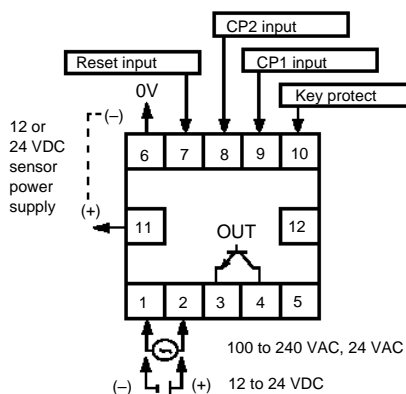 CP2 input
Reset input
CP1 input
Key protect
0V
(–)
12 or
24 VDC
sensor
power
supply
(+)
6 7 8 9 10
11 12
OUT
1 2 3 4 5
100 to 240 VAC, 24 VAC
(–) (+) 12 to 24 VDC